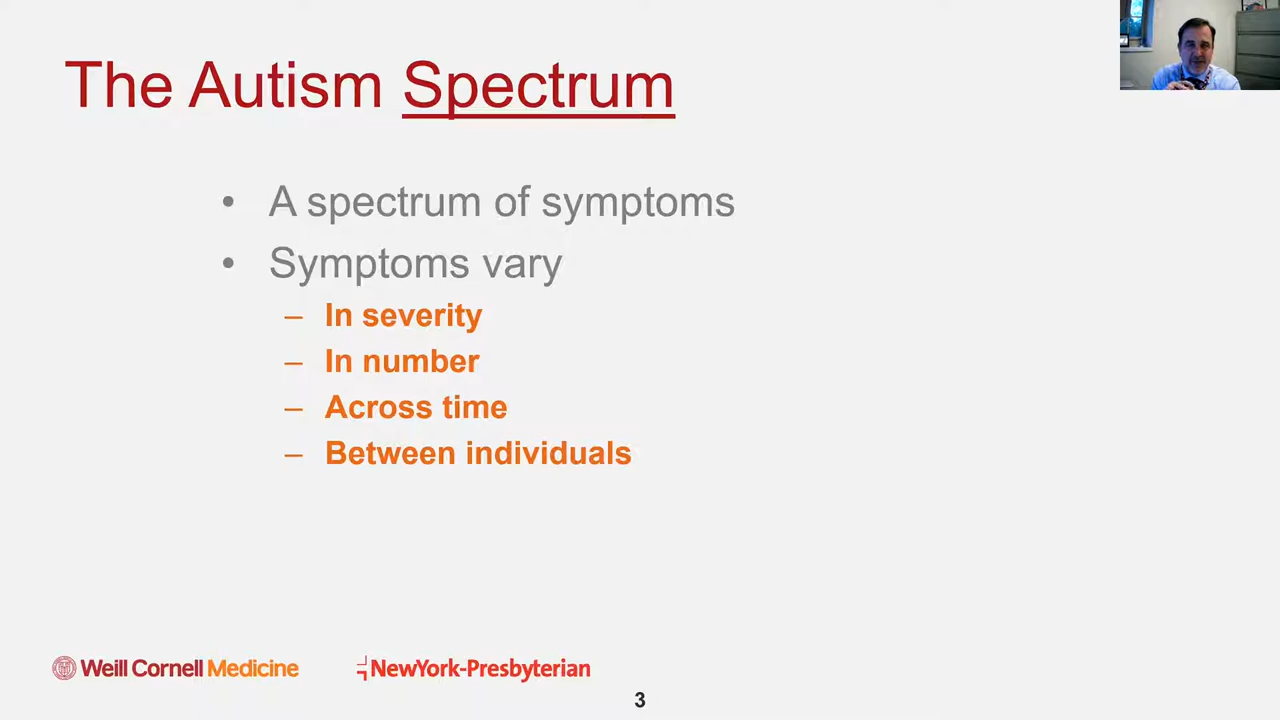 The Autism Spectrum
• A spectrum of symptoms
• Symptoms vary
– In severity
– In number
– Across time
– Between individuals
Weill Cornell Medicine
NewYork-Presbyterian
3